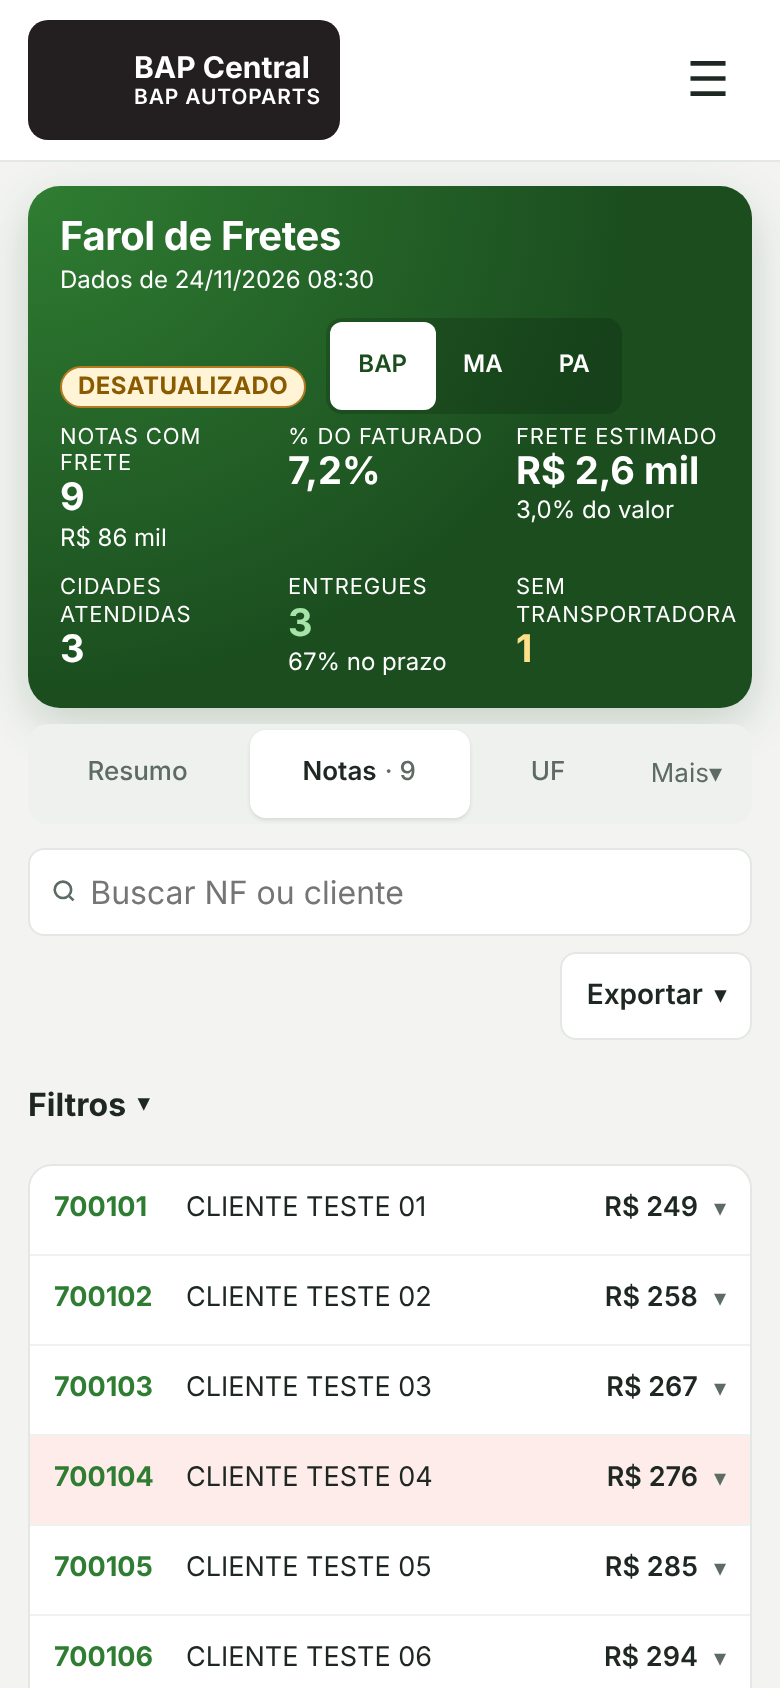 BAP Central
BAP AUTOPARTS
☰
Farol de Fretes
Dados de 24/11/2026 08:30
DESATUALIZADO
BAP MA PA
NOTAS COM FRETE
9
R$ 86 mil
% DO FATURADO
7,2%
FRETE ESTIMADO
R$ 2,6 mil
3,0% do valor
CIDADES ATENDIDAS
3
ENTREGUES
3
67% no prazo
SEM TRANSPORTADORA
1
Resumo Notas · 9 UF Mais▾
Buscar NF ou cliente
Exportar ▾
Filtros ▾
700101 CLIENTE TESTE 01 R$ 249 ▾
700102 CLIENTE TESTE 02 R$ 258 ▾
700103 CLIENTE TESTE 03 R$ 267 ▾
700104 CLIENTE TESTE 04 R$ 276 ▾
700105 CLIENTE TESTE 05 R$ 285 ▾
700106 CLIENTE TESTE 06 R$ 294 ▾